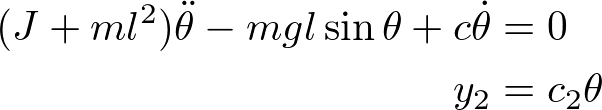 (J + ml²)θ̈ − mgl sin θ + cθ̇ = 0
y₂ = c₂θ